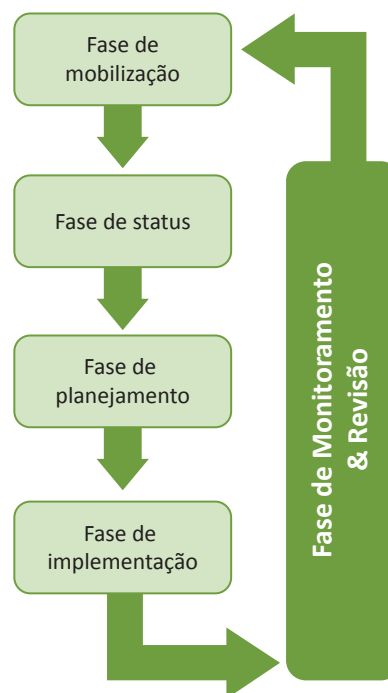 Fase de
mobilização
Fase de status
Fase de
planejamento
Fase de
implementação
Fase de Monitoramento
& Revisão